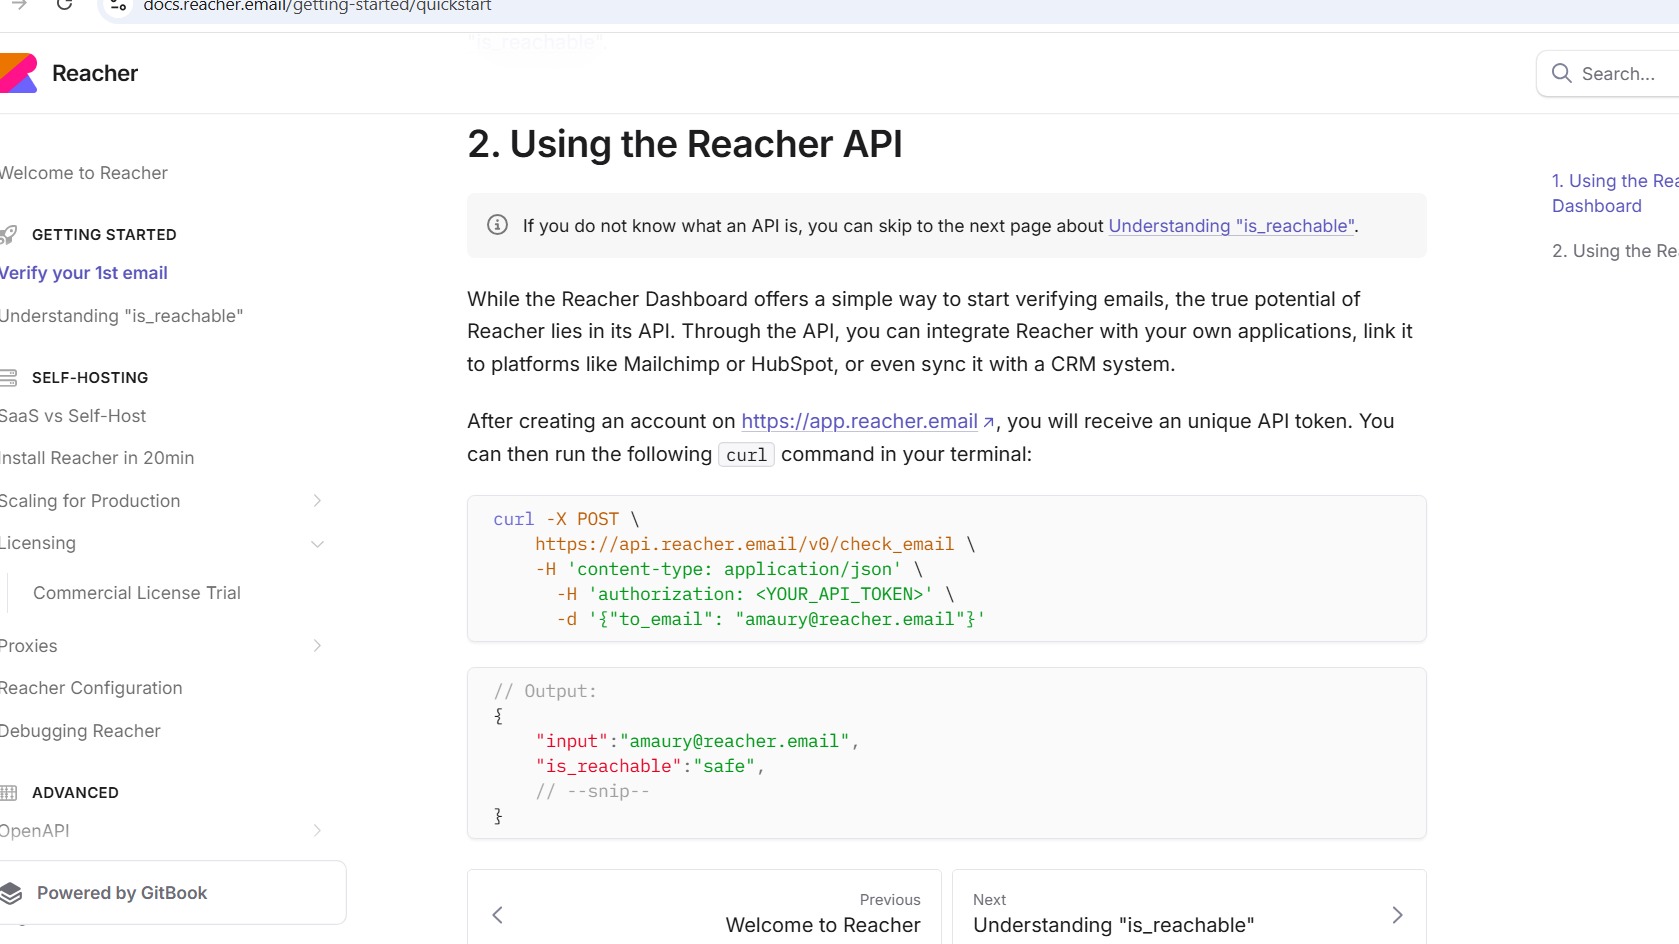 docs.reacher.email/getting-started/quickstart
"is_reachable".
Reacher
Search...
Welcome to Reacher
GETTING STARTED
Verify your 1st email
Understanding "is_reachable"
SELF-HOSTING
SaaS vs Self-Host
Install Reacher in 20min
Scaling for Production
Licensing
Commercial License Trial
Proxies
Reacher Configuration
Debugging Reacher
ADVANCED
OpenAPI
Powered by GitBook
2. Using the Reacher API
If you do not know what an API is, you can skip to the next page about Understanding "is_reachable".
While the Reacher Dashboard offers a simple way to start verifying emails, the true potential of
Reacher lies in its API. Through the API, you can integrate Reacher with your own applications, link it
to platforms like Mailchimp or HubSpot, or even sync it with a CRM system.
After creating an account on https://app.reacher.email ↗, you will receive an unique API token. You
can then run the following curl command in your terminal:
curl -X POST \
https://api.reacher.email/v0/check_email \
-H 'content-type: application/json' \
-H 'authorization: <YOUR_API_TOKEN>' \
-d '{"to_email": "amaury@reacher.email"}'
// Output:
{
"input":"amaury@reacher.email",
"is_reachable":"safe",
// --snip--
}
Previous
Welcome to Reacher
Next
Understanding "is_reachable"
1. Using the Rea
Dashboard
2. Using the Re